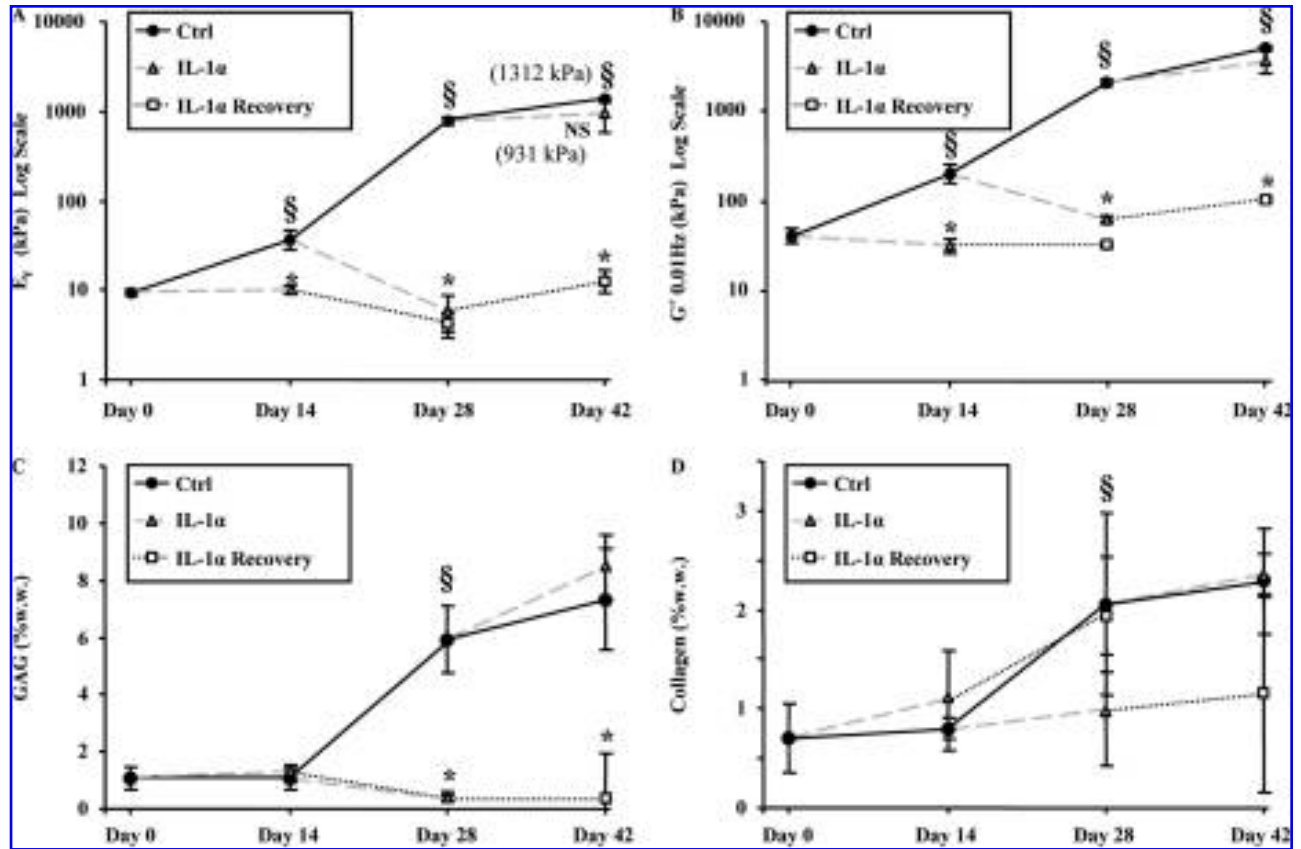 A
10000
1000
100
10
1
E_Y (kPa) Log Scale
Ctrl
IL-1α
IL-1α Recovery
§
*
§
*
(1312 kPa)
§
NS
(931 kPa)
*
Day 0
Day 14
Day 28
Day 42
B
10000
1000
100
10
1
G* 0.01Hz (kPa) Log Scale
Ctrl
IL-1α
IL-1α Recovery
§
*
§
*
§
*
Day 0
Day 14
Day 28
Day 42
C
12
10
8
6
4
2
0
GAG (%w.w.)
Ctrl
IL-1α
IL-1α Recovery
§
*
*
Day 0
Day 14
Day 28
Day 42
D
3
2
1
0
Collagen (%w.w.)
Ctrl
IL-1α
IL-1α Recovery
§
Day 0
Day 14
Day 28
Day 42